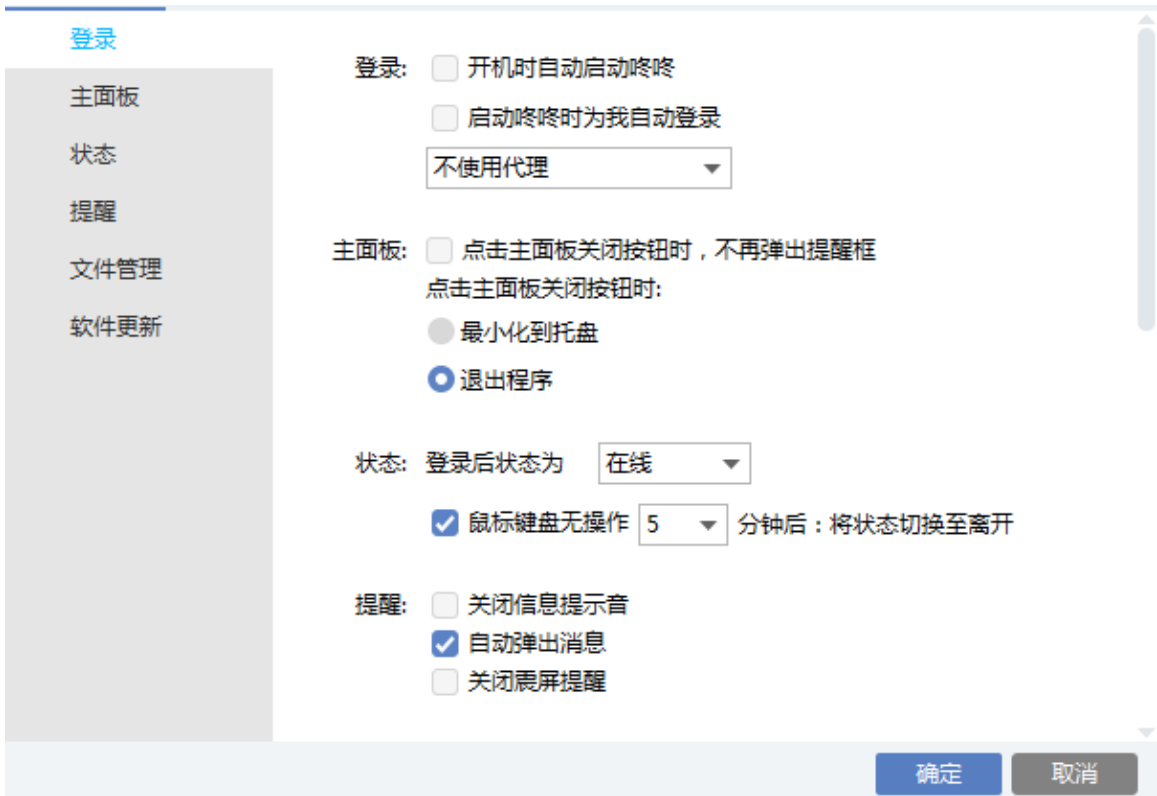 登录
主面板
状态
提醒
文件管理
软件更新
登录: 开机时自动启动咚咚
启动咚咚时为我自动登录
不使用代理
主面板: 点击主面板关闭按钮时，不再弹出提醒框
点击主面板关闭按钮时:
最小化到托盘
退出程序
状态: 登录后状态为 在线
鼠标键盘无操作 5 分钟后：将状态切换至离开
提醒: 关闭信息提示音
自动弹出消息
关闭震屏提醒
确定 取消